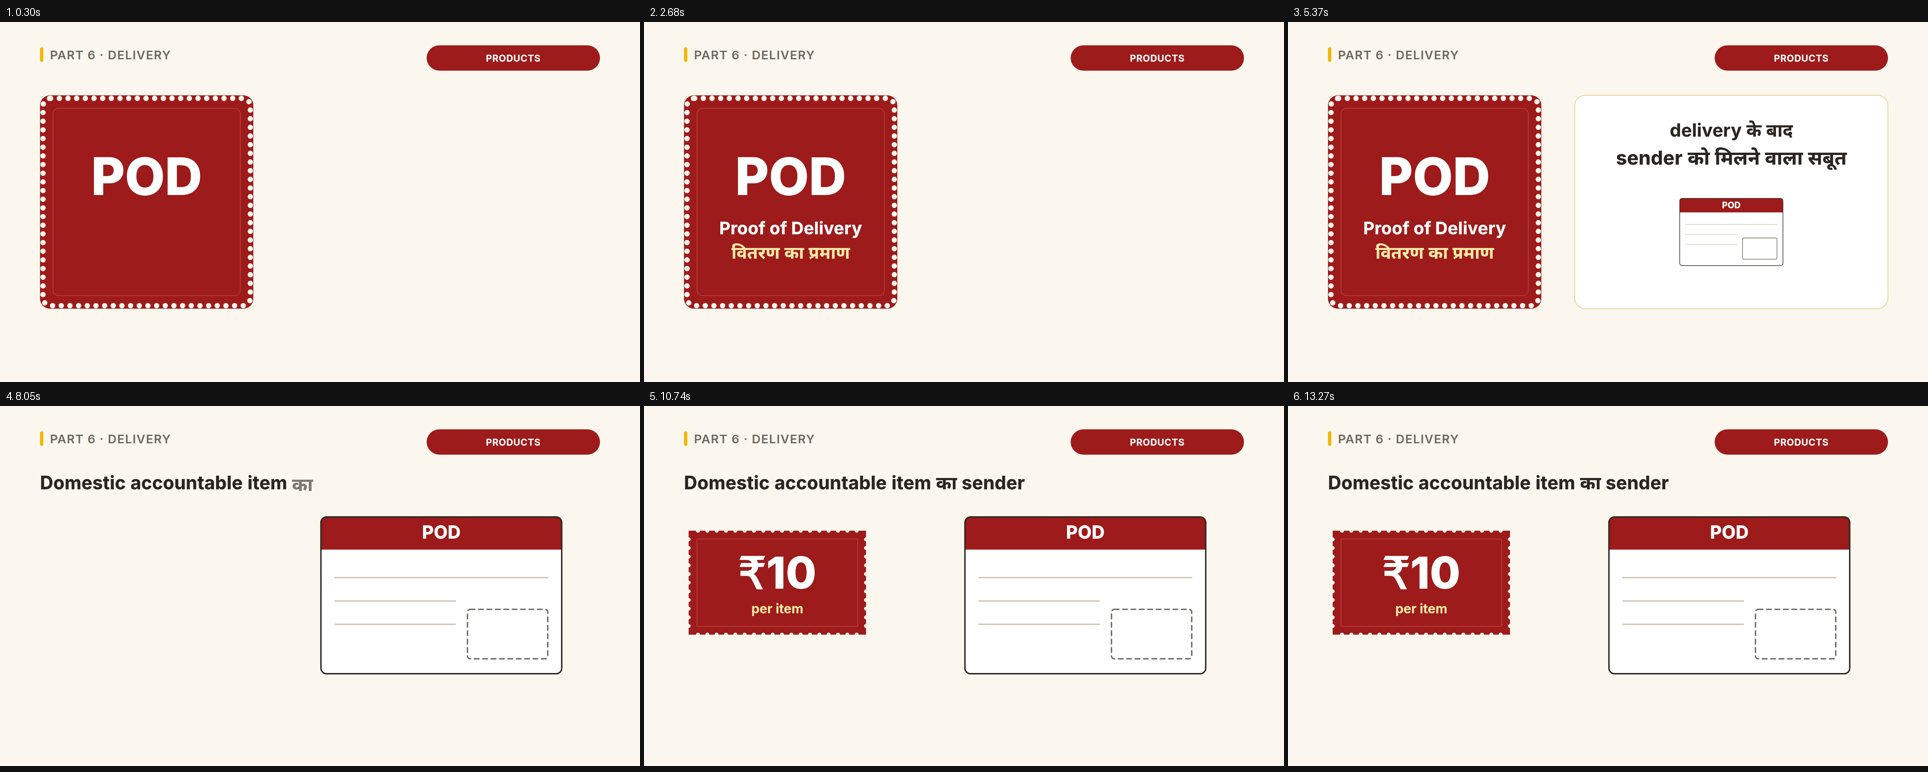 1. 0.30s
PART 6 · DELIVERY
PRODUCTS
POD
2. 2.68s
PART 6 · DELIVERY
PRODUCTS
POD
Proof of Delivery
वितरण का प्रमाण
3. 5.37s
PART 6 · DELIVERY
PRODUCTS
POD
Proof of Delivery
वितरण का प्रमाण
delivery के बाद
sender को मिलने वाला सबूत
POD
4. 8.05s
PART 6 · DELIVERY
PRODUCTS
Domestic accountable item का
POD
5. 10.74s
PART 6 · DELIVERY
PRODUCTS
Domestic accountable item का sender
₹10
per item
POD
6. 13.27s
PART 6 · DELIVERY
PRODUCTS
Domestic accountable item का sender
₹10
per item
POD